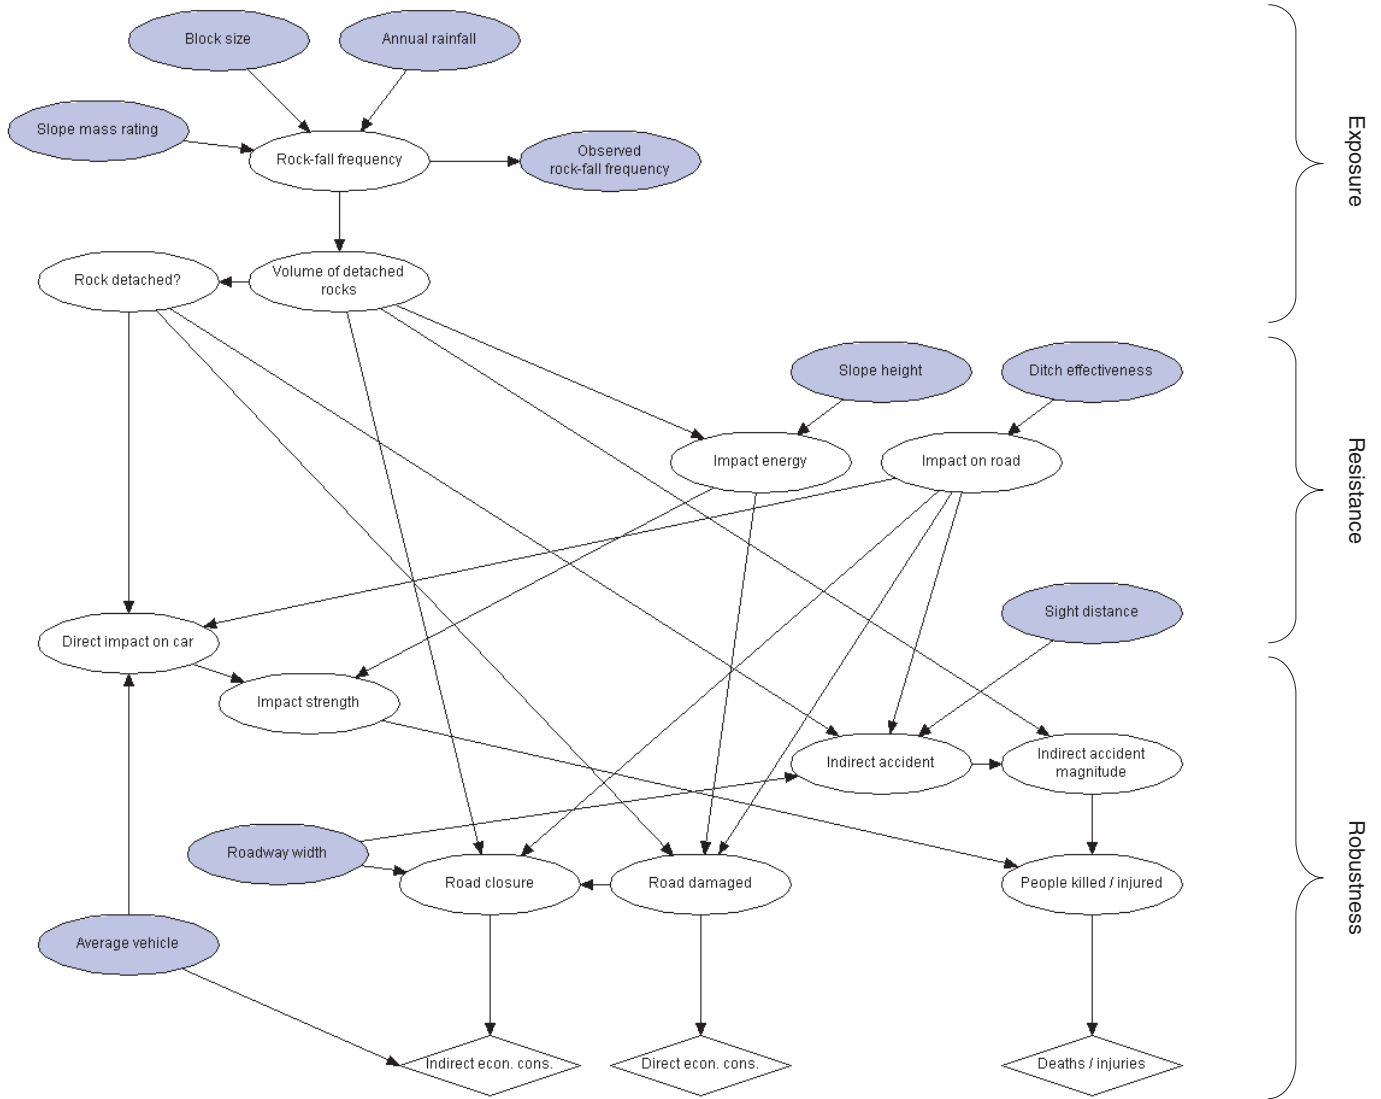 Block size
Annual rainfall
Slope mass rating
Rock-fall frequency
Observed
rock-fall frequency
Exposure
Rock detached?
Volume of detached
rocks
Slope height
Ditch effectiveness
Impact energy
Impact on road
Resistance
Sight distance
Direct impact on car
Impact strength
Indirect accident
Indirect accident
magnitude
Roadway width
Road closure
Road damaged
People killed / injured
Robustness
Average vehicle
Indirect econ. cons.
Direct econ. cons.
Deaths / injuries